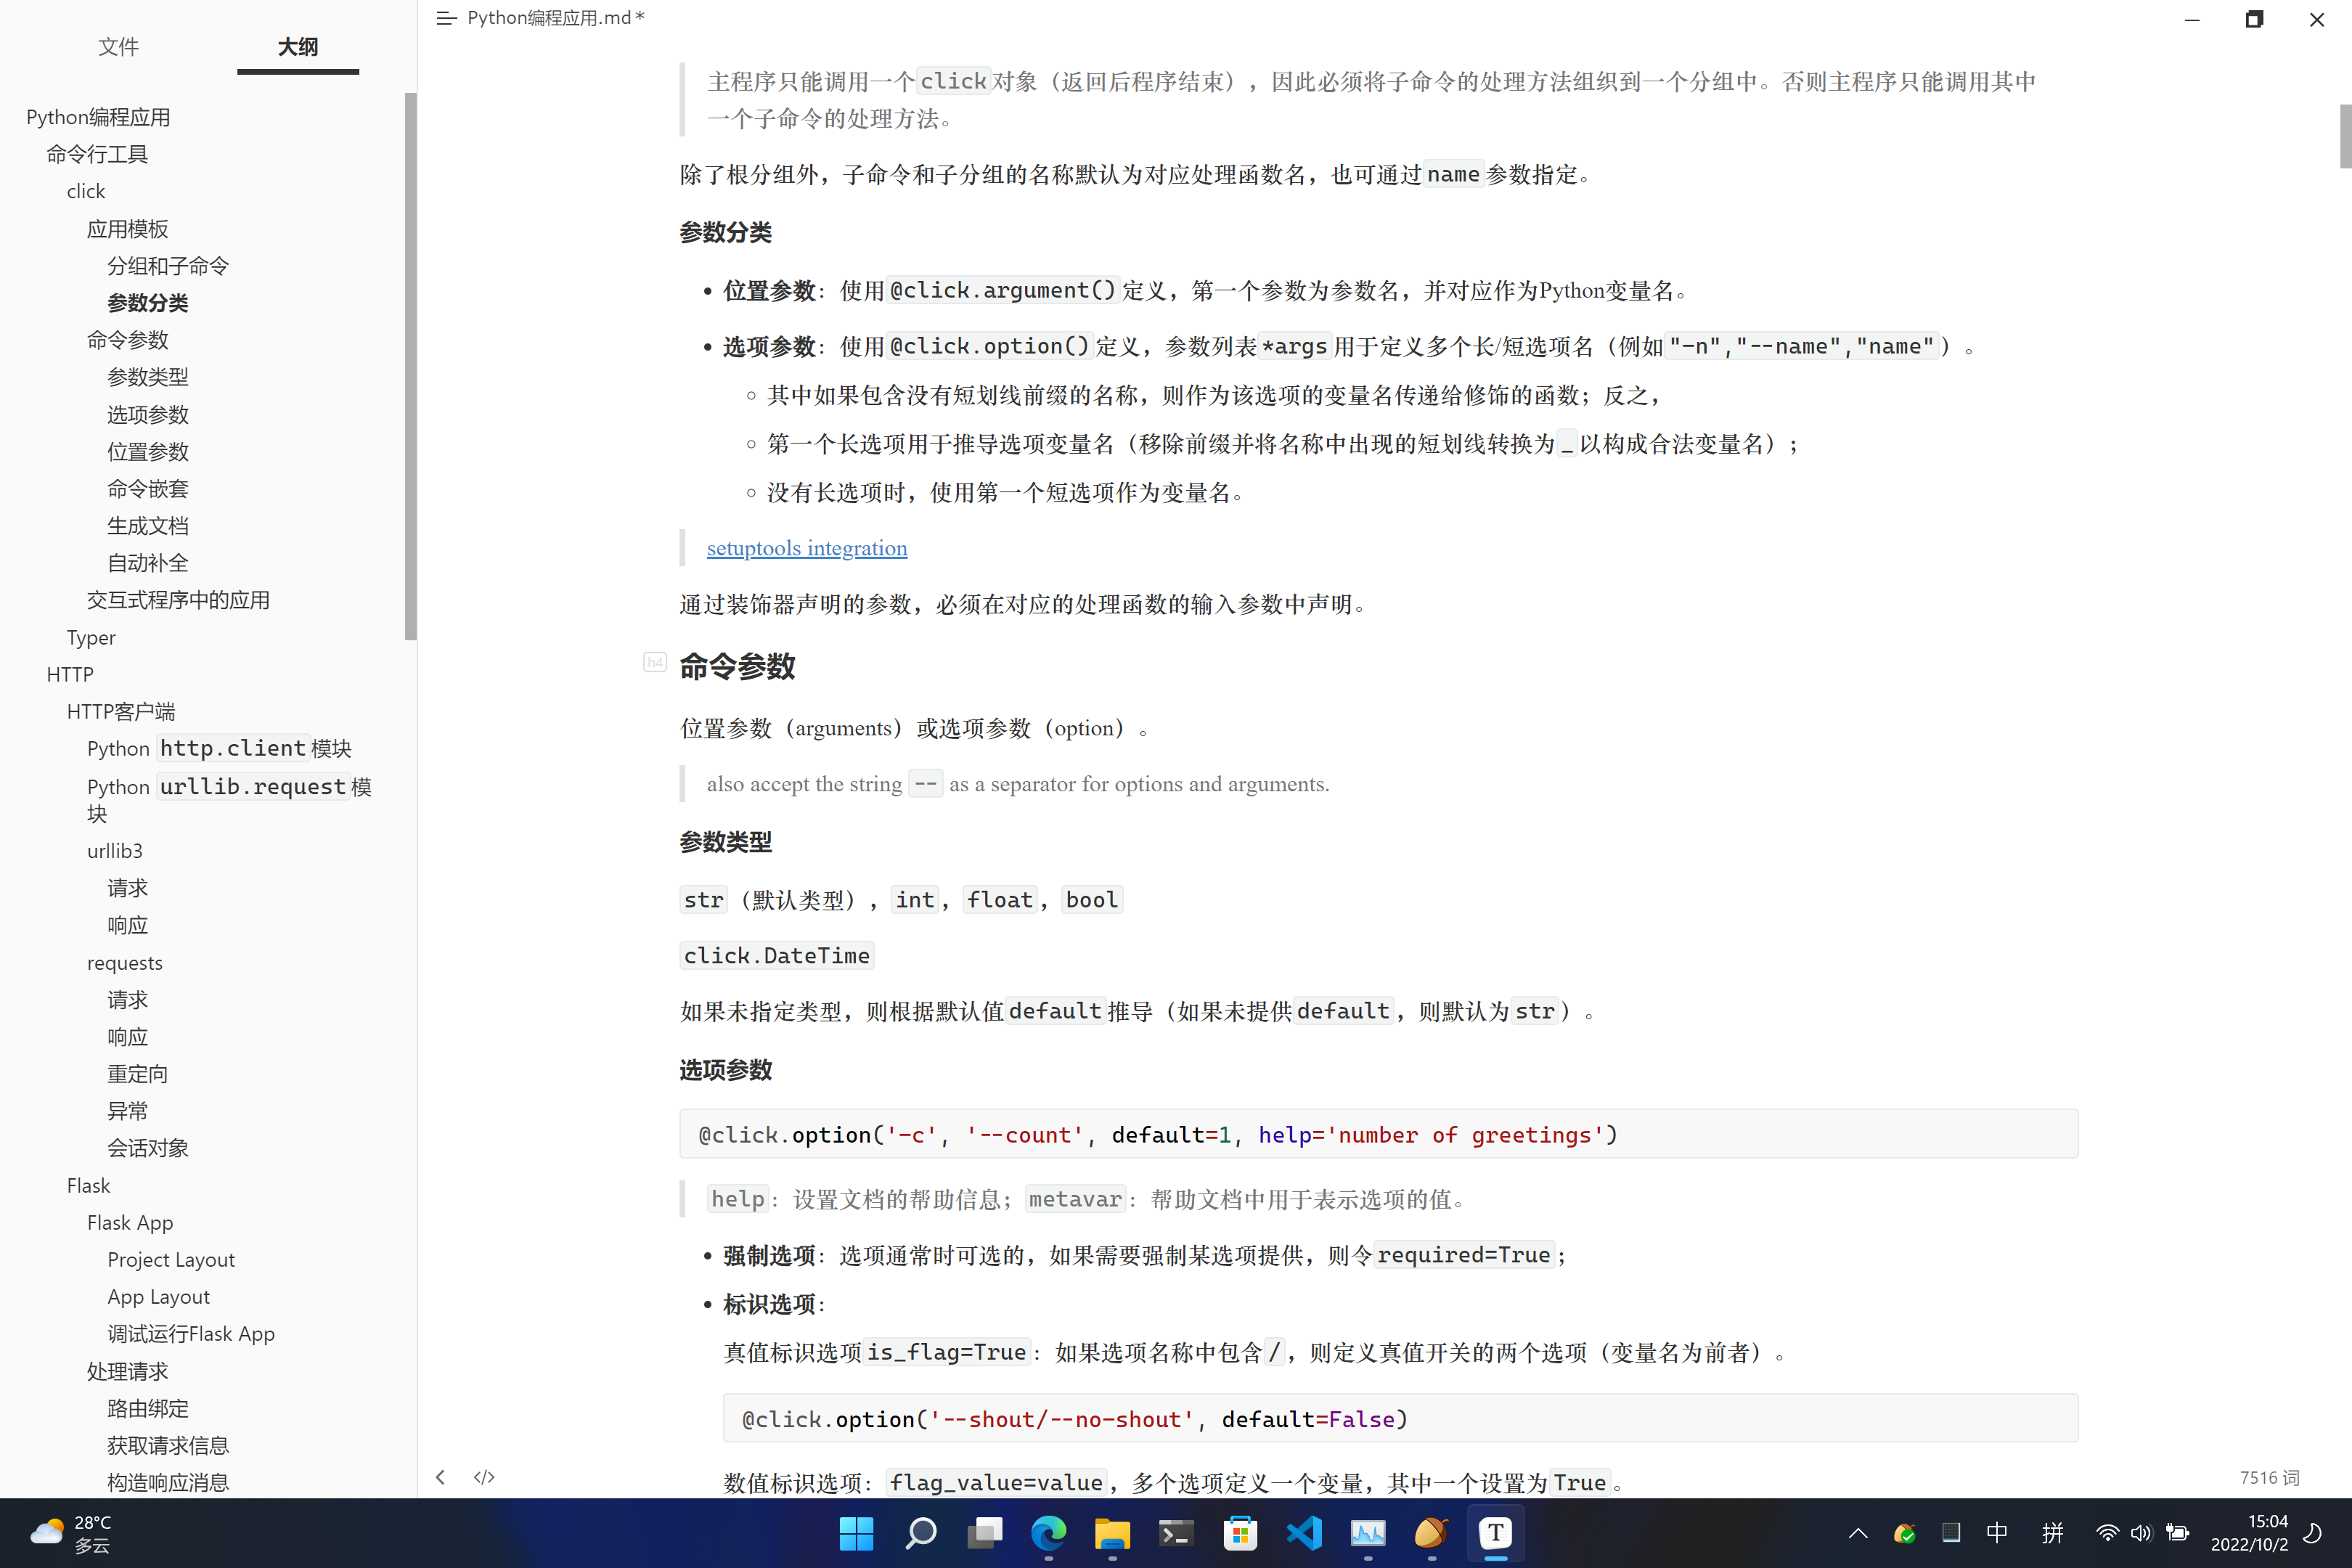 文件
大纲
Python编程应用
命令行工具
click
应用模板
分组和子命令
参数分类
命令参数
参数类型
选项参数
位置参数
命令嵌套
生成文档
自动补全
交互式程序中的应用
Typer
HTTP
HTTP客户端
Python http.client模块
Python urllib.request模
块
urllib3
请求
响应
requests
请求
响应
重定向
异常
会话对象
Flask
Flask App
Project Layout
App Layout
调试运行Flask App
处理请求
路由绑定
获取请求信息
构造响应消息
Python编程应用.md *
主程序只能调用一个click对象（返回后程序结束），因此必须将子命令的处理方法组织到一个分组中。否则主程序只能调用其中
一个子命令的处理方法。
除了根分组外，子命令和子分组的名称默认为对应处理函数名，也可通过name参数指定。
参数分类
• 位置参数：使用@click.argument()定义，第一个参数为参数名，并对应作为Python变量名。
• 选项参数：使用@click.option()定义，参数列表*args用于定义多个长/短选项名（例如"-n","--name","name"）。
◦ 其中如果包含没有短划线前缀的名称，则作为该选项的变量名传递给修饰的函数；反之，
◦ 第一个长选项用于推导选项变量名（移除前缀并将名称中出现的短划线转换为_以构成合法变量名）；
◦ 没有长选项时，使用第一个短选项作为变量名。
setuptools integration
通过装饰器声明的参数，必须在对应的处理函数的输入参数中声明。
h4 命令参数
位置参数（arguments）或选项参数（option）。
also accept the string -- as a separator for options and arguments.
参数类型
str（默认类型），int，float，bool
click.DateTime
如果未指定类型，则根据默认值default推导（如果未提供default，则默认为str）。
选项参数
@click.option('-c', '--count', default=1, help='number of greetings')
help：设置文档的帮助信息；metavar：帮助文档中用于表示选项的值。
• 强制选项：选项通常时可选的，如果需要强制某选项提供，则令required=True；
• 标识选项：
真值标识选项is_flag=True：如果选项名称中包含/，则定义真值开关的两个选项（变量名为前者）。
@click.option('--shout/--no-shout', default=False)
数值标识选项：flag_value=value，多个选项定义一个变量，其中一个设置为True。
7516 词
28°C
多云
T
中
拼
15:04
2022/10/2